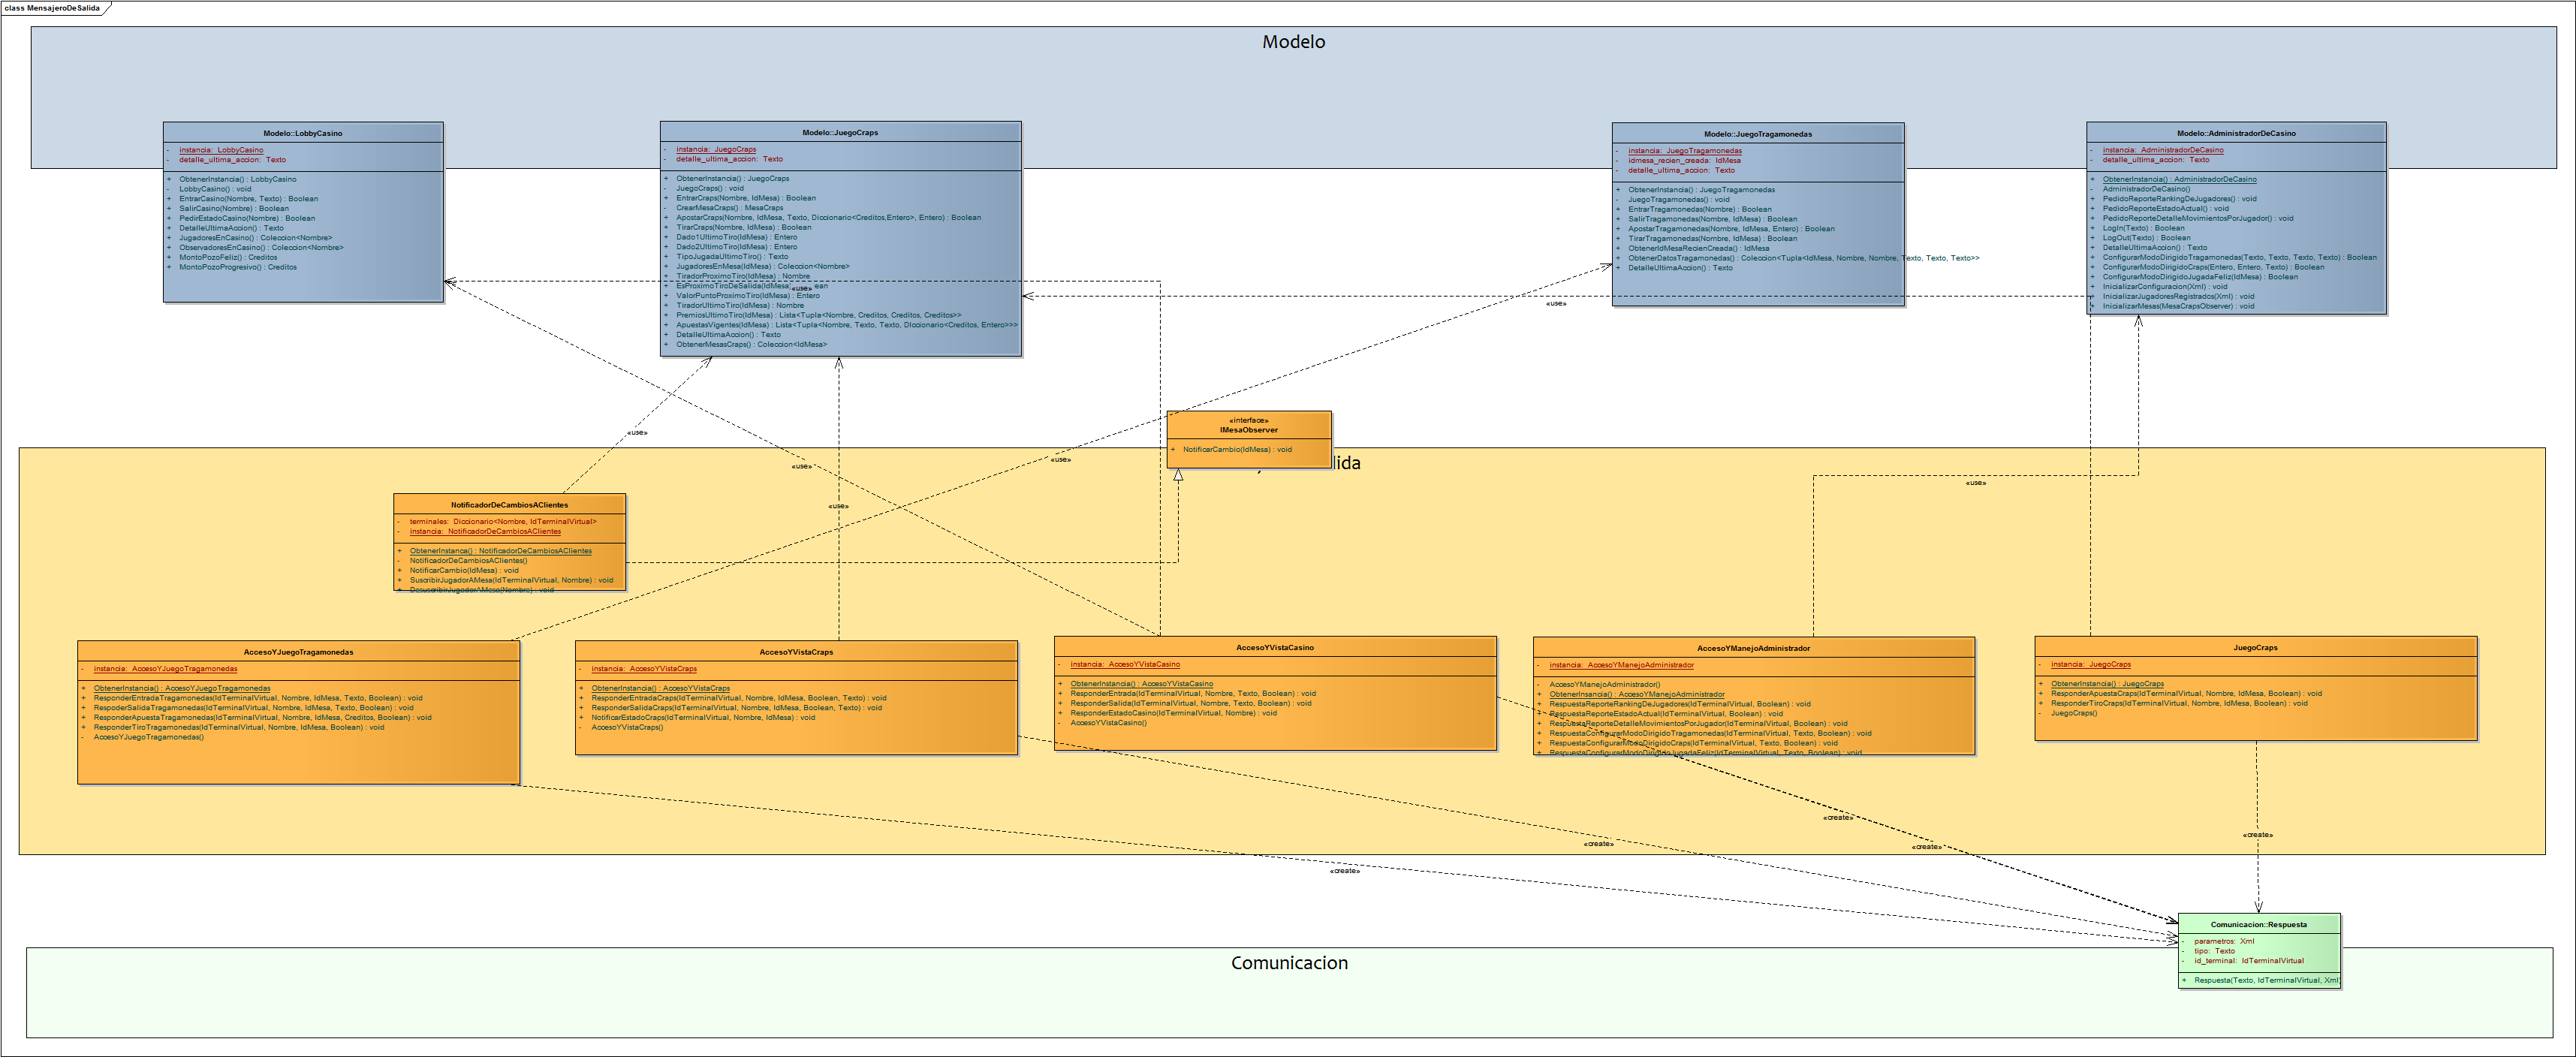 class MensajeroDeSalida
Modelo
Modelo::LobbyCasino
- instancia: LobbyCasino
- detalle_ultima_accion: Texto
+ ObtenerInstancia() : LobbyCasino
- LobbyCasino() : void
+ EntrarCasino(Nombre, Texto) : Boolean
+ SalirCasino(Nombre) : Boolean
+ PedirEstadoCasino(Nombre) : Boolean
+ DetalleUltimaAccion() : Texto
+ JugadoresEnCasino() : Coleccion<Nombre>
+ ObservadoresEnCasino() : Coleccion<Nombre>
+ MontoPozoFeliz() : Creditos
+ MontoPozoProgresivo() : Creditos
Modelo::JuegoCraps
- instancia: JuegoCraps
- detalle_ultima_accion: Texto
+ ObtenerInstancia() : JuegoCraps
- JuegoCraps() : void
+ EntrarCraps(Nombre, IdMesa) : Boolean
- CrearMesaCraps() : MesaCraps
+ ApostarCraps(Nombre, IdMesa, Texto, Diccionario<Creditos,Entero>, Entero) : Boolean
+ TirarCraps(Nombre, IdMesa) : Boolean
+ Dado1UltimoTiro(IdMesa) : Entero
+ Dado2UltimoTiro(IdMesa) : Entero
+ TipoJugadaUltimoTiro() : Texto
+ JugadoresEnMesa(IdMesa) : Coleccion<Nombre>
+ TiradorProximoTiro(IdMesa) : Nombre
+ EsProximoTiroDeSalida(IdMesa) ean
+ ValorPuntoProximoTiro(IdMesa) : Entero
+ TiradorUltimoTiro(IdMesa) : Nombre
+ PremiosUltimoTiro(IdMesa) : Lista<Tupla<Nombre, Creditos, Creditos, Creditos>>
+ ApuestasVigentes(IdMesa) : Lista<Tupla<Nombre, Texto, Texto, DIccionario<Creditos, Entero>>>
+ DetalleUltimaAccion() : Texto
+ ObtenerMesasCraps() : Coleccion<IdMesa>
Modelo::JuegoTragamonedas
- instancia: JuegoTragamonedas
- idmesa_recien_creada: IdMesa
- detalle_ultima_accion: Texto
+ ObtenerInstancia() : JuegoTragamonedas
- JuegoTragamonedas() : void
+ EntrarTragamonedas(Nombre) : Boolean
+ SalirTragamonedas(Nombre, IdMesa) : Boolean
+ ApostarTragamonedas(Nombre, IdMesa, Entero) : Boolean
+ TirarTragamonedas(Nombre, IdMesa) : Boolean
+ ObtenerIdMesaRecienCreada() : IdMesa
+ ObtenerDatosTragamonedas() : Coleccion<Tupla<IdMesa, Nombre, Nombre, Texto, Texto, Texto>>
+ DetalleUltimaAccion() : Texto
Modelo::AdministradorDeCasino
- instancia: AdministradorDeCasino
- detalle_ultima_accion: Texto
+ ObtenerInstancia() : AdministradorDeCasino
- AdministradorDeCasino()
+ PedidoReporteRankingDeJugadores() : void
+ PedidoReporteEstadoActual() : void
+ PedidoReporteDetalleMovimientosPorJugador() : void
+ LogIn(Texto) : Boolean
+ LogOut(Texto) : Boolean
+ DetalleUltimaAccion() : Texto
+ ConfigurarModoDirigidoTragamonedas(Texto, Texto, Texto, Texto) : Boolean
+ ConfigurarModoDirigidoCraps(Entero, Entero, Texto) : Boolean
+ ConfigurarModoDirigidoJugadaFeliz(IdMesa) : Boolean
+ InicializarConfiguracion(Xml) : void
+ InicializarJugadoresRegistrados(Xml) : void
+ InicializarMesas(MesaCrapsObserver) : void
«use»
«use»
«use»
«use»
«use»
«use»
«use»
«interface»
IMesaObserver
+ NotificarCambio(IdMesa) : void
lida
NotificadorDeCambiosAClientes
- terminales: Diccionario<Nombre, IdTerminalVirtual>
- instancia: NotificadorDeCambiosAClientes
+ ObtenerInstanca() : NotificadorDeCambiosAClientes
- NotificadorDeCambiosAClientes()
+ NotificarCambio(IdMesa) : void
+ SuscribirJugadorAMesa(IdTerminalVirtual, Nombre) : void
+ DesuscribirJugadorAMesa(Nombre) : void
AccesoYJuegoTragamonedas
- instancia: AccesoYJuegoTragamonedas
+ ObtenerInstancia() : AccesoYJuegoTragamonedas
+ ResponderEntradaTragamonedas(IdTerminalVirtual, Nombre, IdMesa, Texto, Boolean) : void
+ ResponderSalidaTragamonedas(IdTerminalVirtual, Nombre, IdMesa, Texto, Boolean) : void
+ ResponderApuestaTragamonedas(IdTerminalVirtual, Nombre, IdMesa, Creditos, Boolean) : void
+ ResponderTiroTragamonedas(IdTerminalVirtual, Nombre, IdMesa, Boolean) : void
- AccesoYJuegoTragamonedas()
AccesoYVistaCraps
- instancia: AccesoYVistaCraps
+ ObtenerInstancia() : AccesoYVistaCraps
+ ResponderEntradaCraps(IdTerminalVirtual, Nombre, IdMesa, Boolean, Texto) : void
+ ResponderSalidaCraps(IdTerminalVirtual, Nombre, IdMesa, Boolean, Texto) : void
+ NotificarEstadoCraps(IdTerminalVirtual, Nombre, IdMesa) : void
- AccesoYVistaCraps()
AccesoYVistaCasino
- instancia: AccesoYVistaCasino
+ ObtenerInstancia() : AccesoYVistaCasino
+ ResponderEntrada(IdTerminalVirtual, Nombre, Texto, Boolean) : void
+ ResponderSalida(IdTerminalVirtual, Nombre, Texto, Boolean) : void
+ ResponderEstadoCasino(IdTerminalVirtual, Nombre) : void
- AccesoYVistaCasino()
AccesoYManejoAdministrador
- instancia: AccesoYManejoAdministrador
- AccesoYManejoAdministrador()
+ ObtenerInsancia() : AccesoYManejoAdministrador
+ RespuestaReporteRankingDeJugadores(IdTerminalVirtual, Boolean) : void
+ RespuestaReporteEstadoActual(IdTerminalVirtual, Boolean) : void
+ RespuestaReporteDetalleMovimientosPorJugador(IdTerminalVirtual, Boolean) : void
+ RespuestaConfigurarModoDirigidoTragamonedas(IdTerminalVirtual, Texto, Boolean) : void
+ RespuestaConfigurarModoDirigidoCraps(IdTerminalVirtual, Texto, Boolean) : void
+ RespuestaConfigurarModoDirigidoJugadaFeliz(IdTerminalVirtual, Texto, Boolean) : void
JuegoCraps
- instancia: JuegoCraps
+ ObtenerInstancia() : JuegoCraps
+ ResponderApuestaCraps(IdTerminalVirtual, Nombre, IdMesa, Boolean) : void
+ ResponderTiroCraps(IdTerminalVirtual, Nombre, IdMesa, Boolean) : void
- JuegoCraps()
«create»
«create»
«create»
«create»
«create»
Comunicacion::Respuesta
- parametros: Xml
- tipo: Texto
- id_terminal: IdTerminalVirtual
+ Respuesta(Texto, IdTerminalVirtual, Xml)
Comunicacion